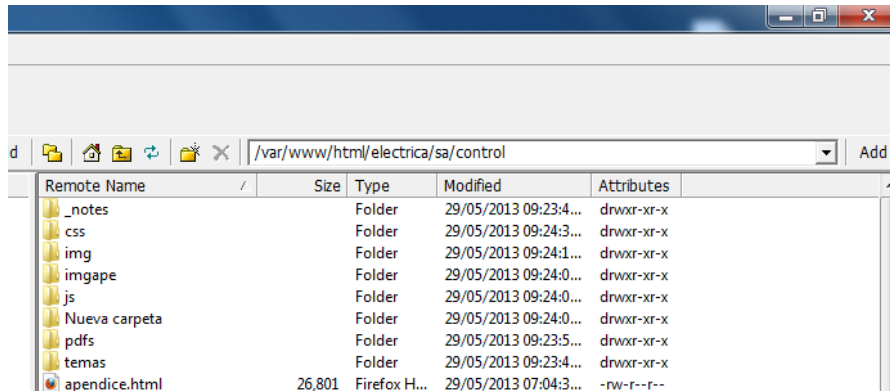 d /var/www/html/electrica/sa/control Add
Remote Name / Size Type Modified Attributes
_notes Folder 29/05/2013 09:23:4... drwxr-xr-x
css Folder 29/05/2013 09:24:3... drwxr-xr-x
img Folder 29/05/2013 09:24:1... drwxr-xr-x
imgape Folder 29/05/2013 09:24:0... drwxr-xr-x
js Folder 29/05/2013 09:24:0... drwxr-xr-x
Nueva carpeta Folder 29/05/2013 09:24:0... drwxr-xr-x
pdfs Folder 29/05/2013 09:23:5... drwxr-xr-x
temas Folder 29/05/2013 09:23:4... drwxr-xr-x
apendice.html 26,801 Firefox H... 29/05/2013 07:04:3... -rw-r--r--